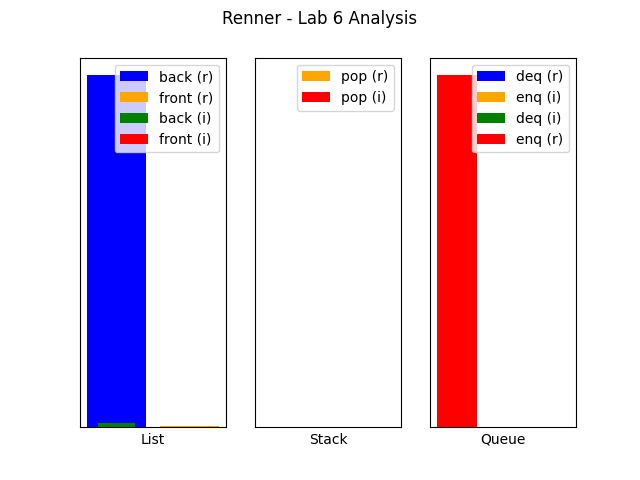 Renner - Lab 6 Analysis
back (r)
front (r)
back (i)
front (i)
pop (r)
pop (i)
deq (r)
enq (i)
deq (i)
enq (r)
List
Stack
Queue